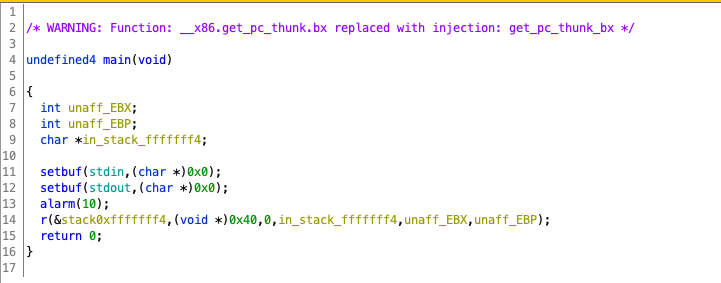 1
2 /* WARNING: Function: __x86.get_pc_thunk.bx replaced with injection: get_pc_thunk_bx */
3
4 undefined4 main(void)
5
6 {
7   int unaff_EBX;
8   int unaff_EBP;
9   char *in_stack_fffffff4;
10
11   setbuf(stdin,(char *)0x0);
12   setbuf(stdout,(char *)0x0);
13   alarm(10);
14   r(&stack0xfffffff4,(void *)0x40,0,in_stack_fffffff4,unaff_EBX,unaff_EBP);
15   return 0;
16 }
17